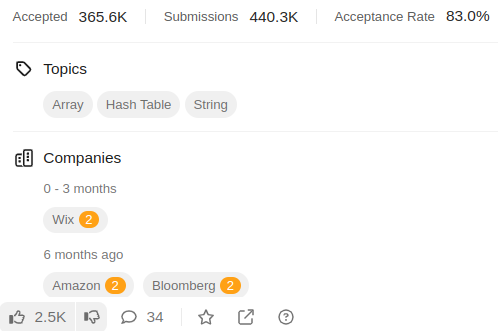 Accepted 365.6K Submissions 440.3K Acceptance Rate 83.0%
Topics
Array Hash Table String
Companies
0 - 3 months
Wix 2
6 months ago
Amazon 2 Bloomberg 2
2.5K 34